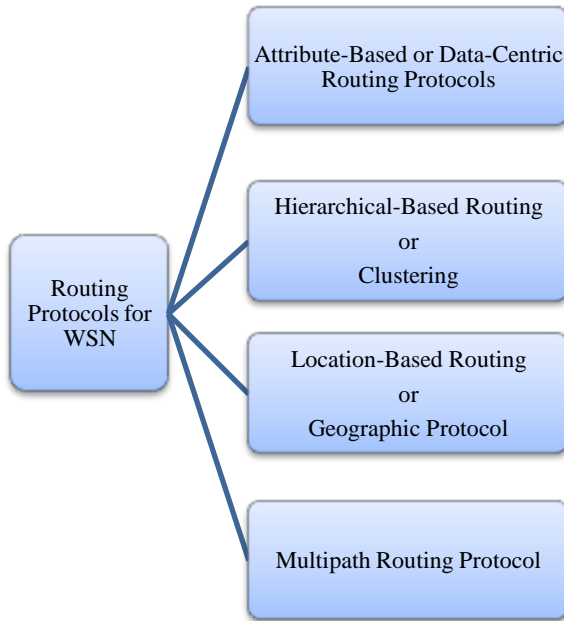 Attribute-Based or Data-Centric
Routing Protocols
Hierarchical-Based Routing
or
Clustering
Routing
Protocols for
WSN
Location-Based Routing
or
Geographic Protocol
Multipath Routing Protocol